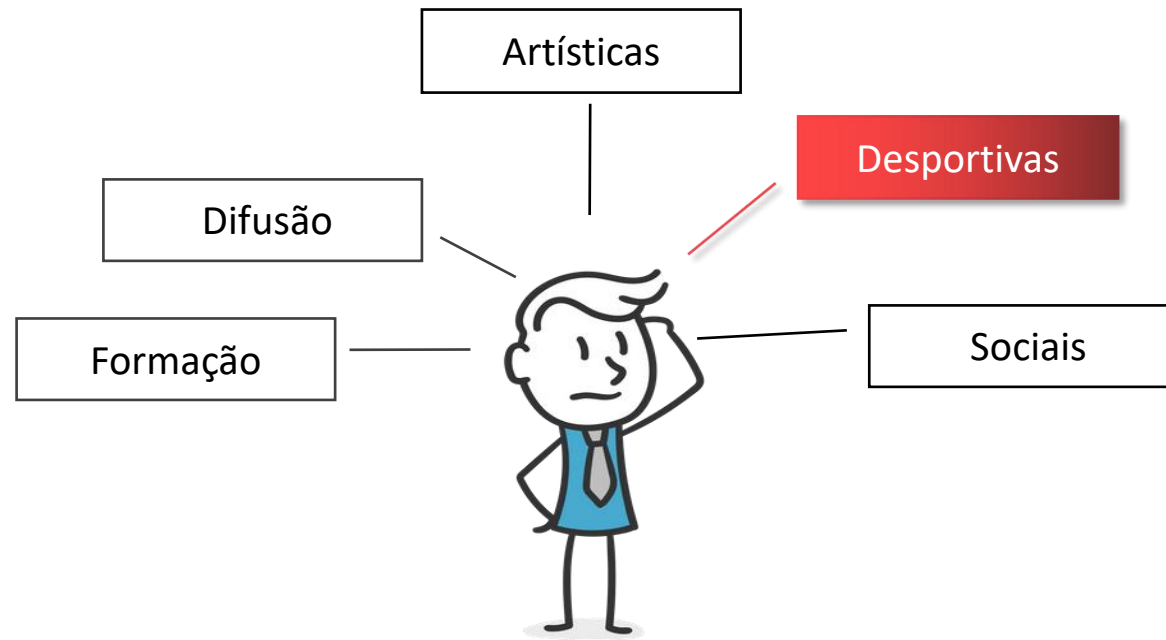 Artísticas
Desportivas
Difusão
Sociais
Formação